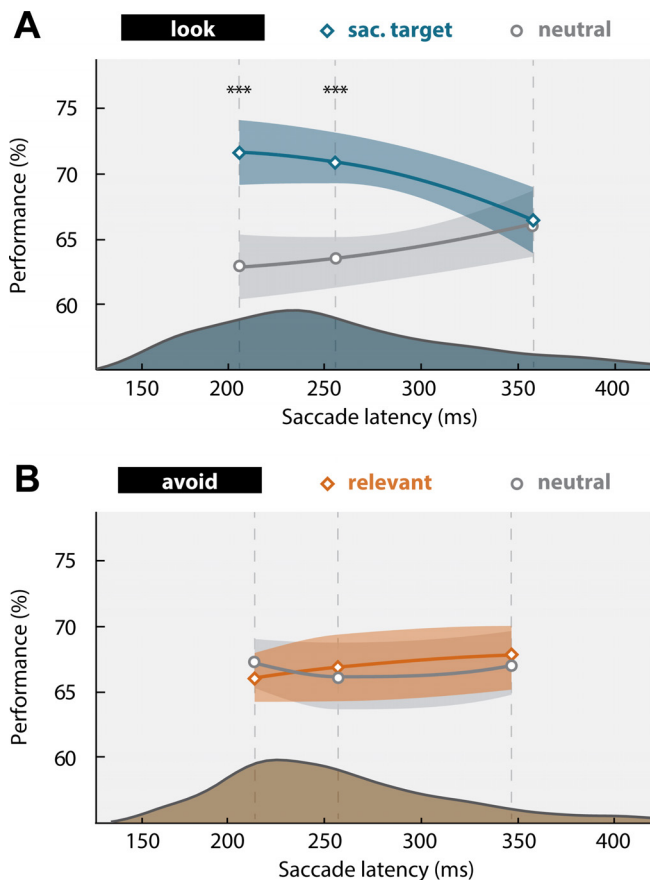 A look sac. target neutral
*** ***
75
70
65
60
Performance (%)
150 200 250 300 350 400
Saccade latency (ms)
B avoid relevant neutral
75
70
65
60
Performance (%)
150 200 250 300 350 400
Saccade latency (ms)